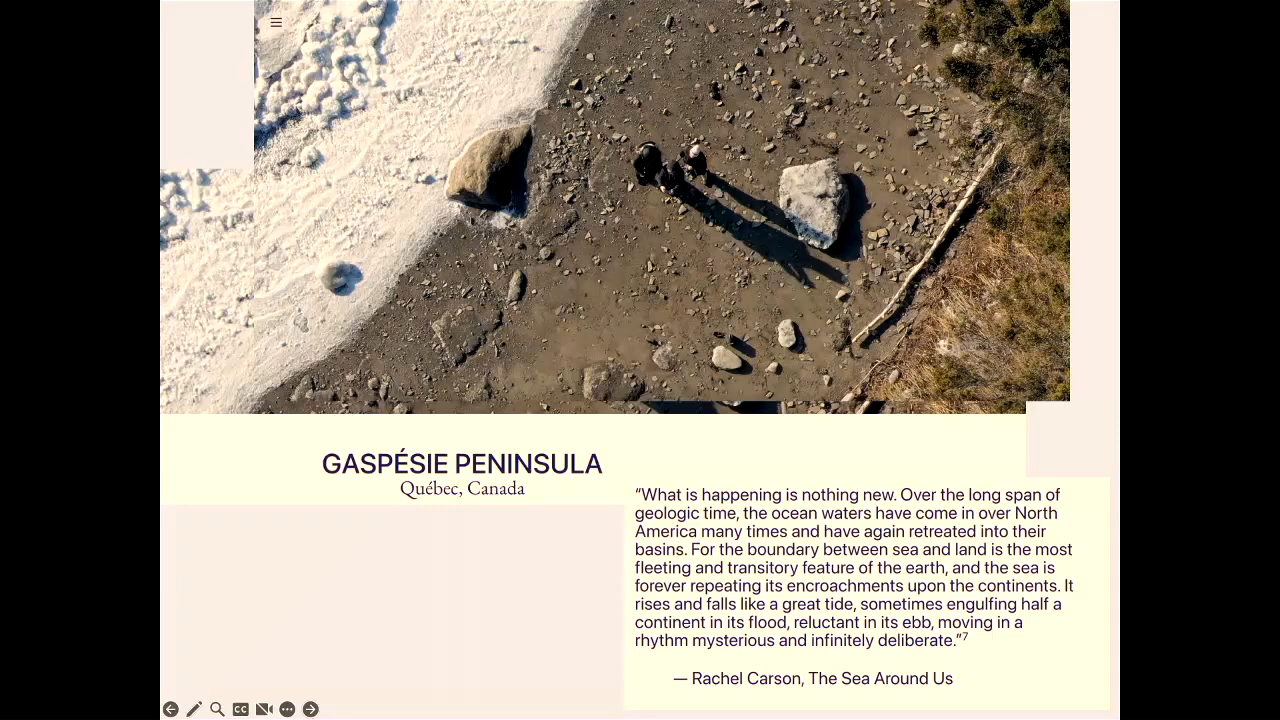 GASPÉSIE PENINSULA
Québec, Canada
“What is happening is nothing new. Over the long span of
geologic time, the ocean waters have come in over North
America many times and have again retreated into their
basins. For the boundary between sea and land is the most
fleeting and transitory feature of the earth, and the sea is
forever repeating its encroachments upon the continents. It
rises and falls like a great tide, sometimes engulfing half a
continent in its flood, reluctant in its ebb, moving in a
rhythm mysterious and infinitely deliberate.”⁷
— Rachel Carson, The Sea Around Us
CC